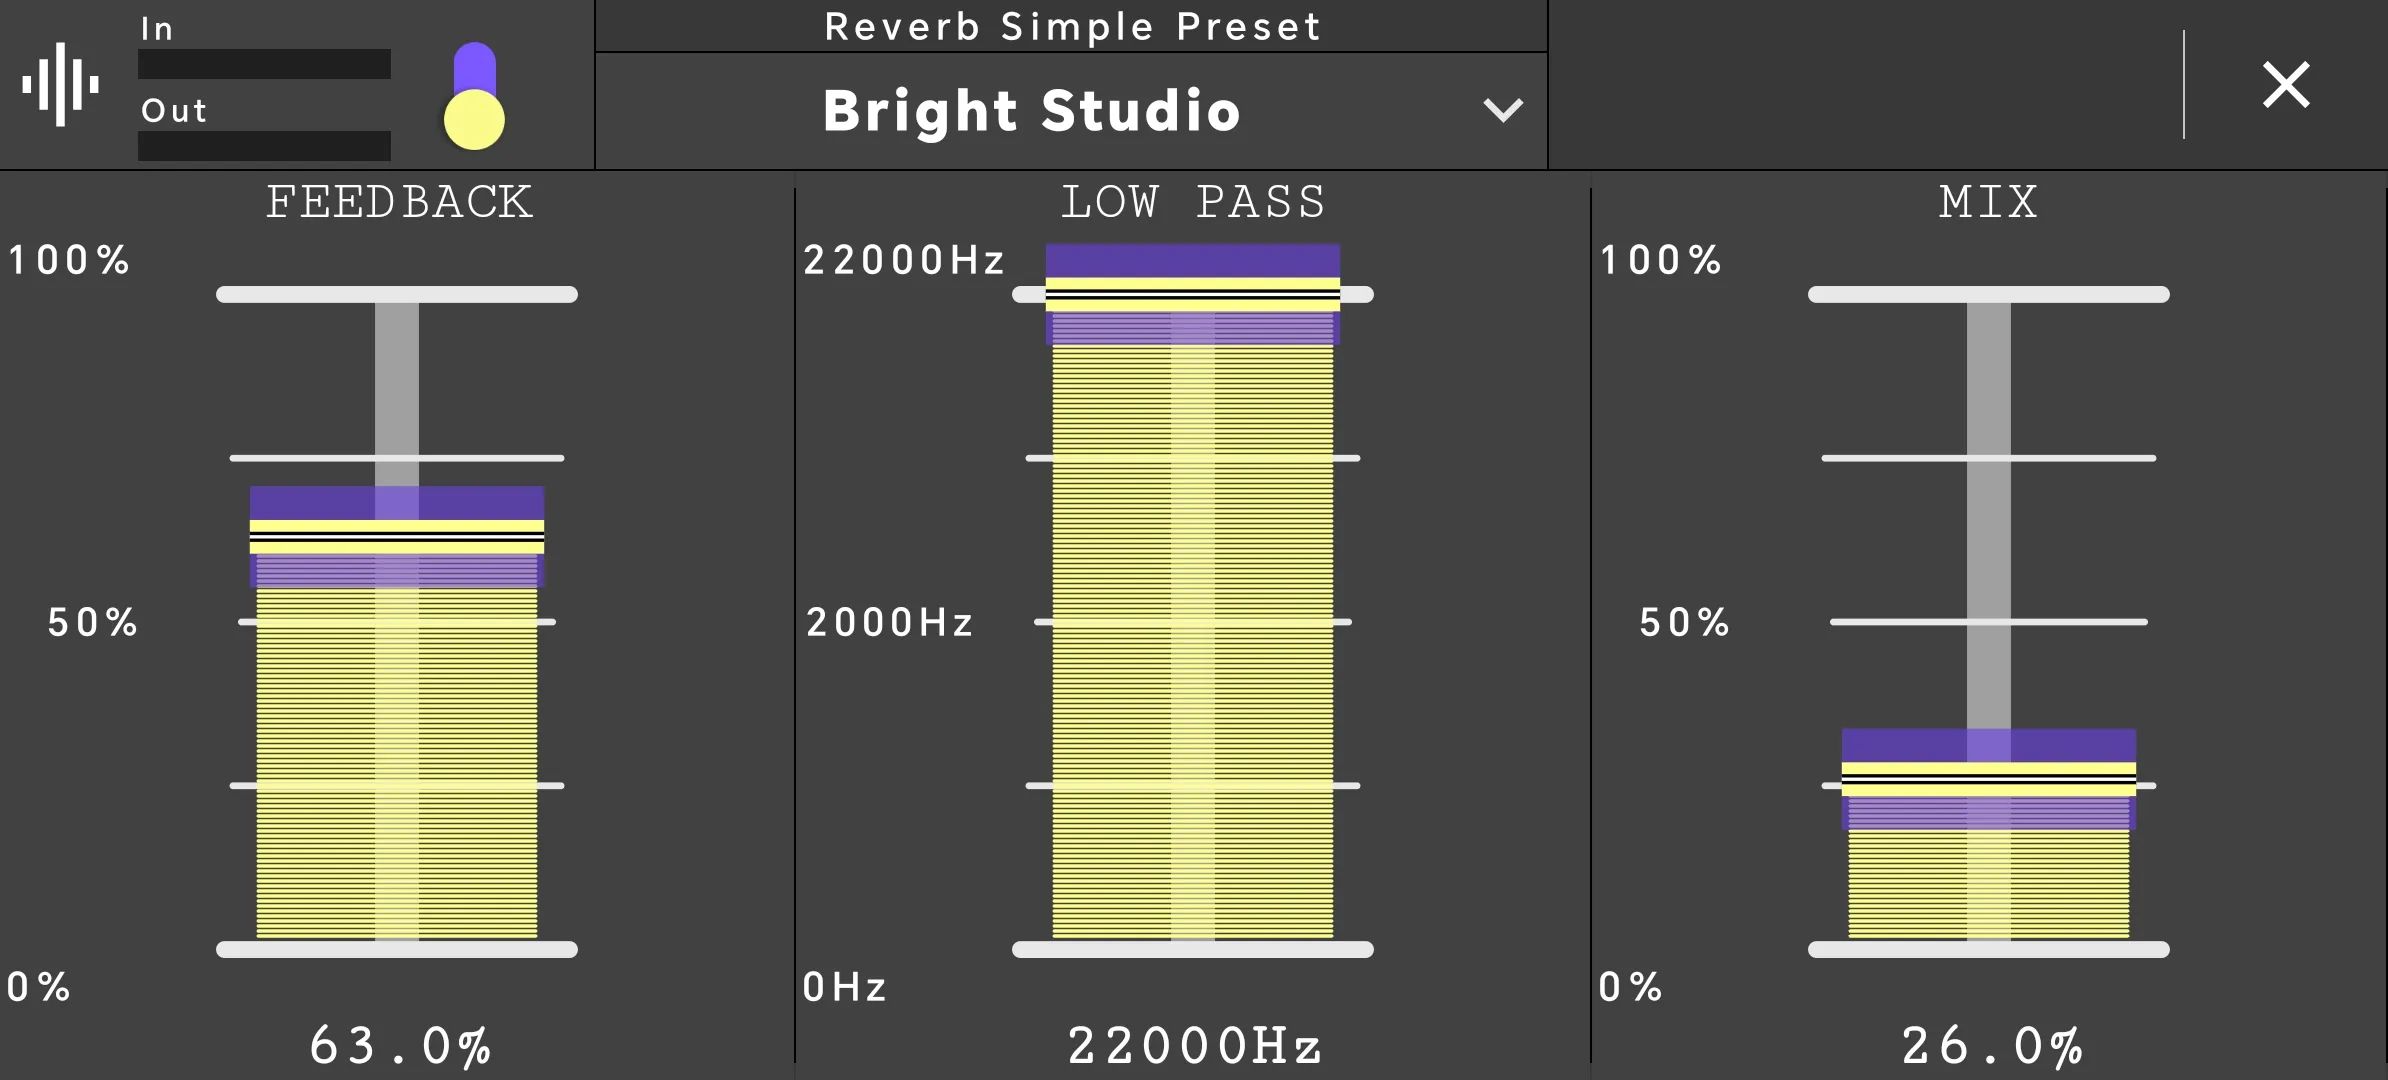 In
Out
Reverb Simple Preset
Bright Studio
FEEDBACK
100%
50%
0%
63.0%
LOW PASS
22000Hz
2000Hz
0Hz
22000Hz
MIX
100%
50%
0%
26.0%